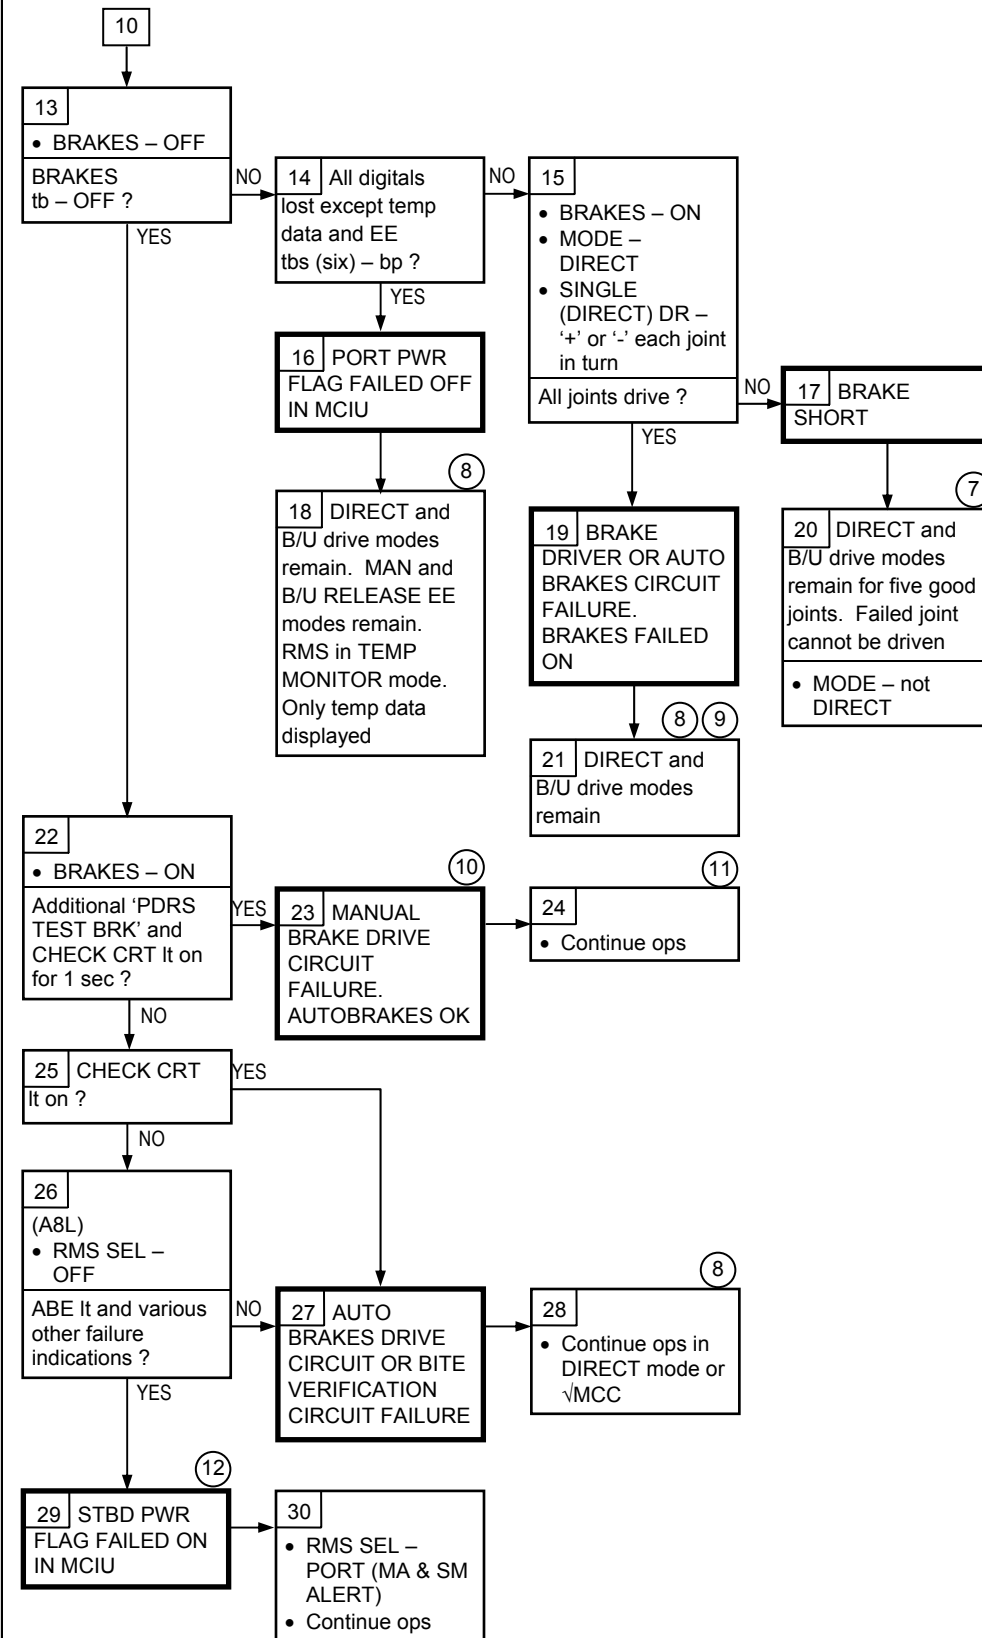 10
13
• BRAKES – OFF
BRAKES
tb – OFF ?
NO
YES
14 All digitals
lost except temp
data and EE
tbs (six) – bp ?
NO
YES
15
• BRAKES – ON
• MODE –
DIRECT
• SINGLE
(DIRECT) DR –
‘+’ or ‘-’ each joint
in turn
All joints drive ?
NO
YES
16 PORT PWR
FLAG FAILED OFF
IN MCIU
17 BRAKE
SHORT
8
18 DIRECT and
B/U drive modes
remain. MAN and
B/U RELEASE EE
modes remain.
RMS in TEMP
MONITOR mode.
Only temp data
displayed
19 BRAKE
DRIVER OR AUTO
BRAKES CIRCUIT
FAILURE.
BRAKES FAILED
ON
7
20 DIRECT and
B/U drive modes
remain for five good
joints. Failed joint
cannot be driven
• MODE – not
DIRECT
8 9
21 DIRECT and
B/U drive modes
remain
22
• BRAKES – ON
Additional ‘PDRS
TEST BRK’ and
CHECK CRT lt on
for 1 sec ?
YES
NO
10
23 MANUAL
BRAKE DRIVE
CIRCUIT
FAILURE.
AUTOBRAKES OK
11
24
• Continue ops
25 CHECK CRT
lt on ?
YES
NO
26
(A8L)
• RMS SEL –
OFF
ABE lt and various
other failure
indications ?
NO
YES
27 AUTO
BRAKES DRIVE
CIRCUIT OR BITE
VERIFICATION
CIRCUIT FAILURE
8
28
• Continue ops in
DIRECT mode or
√MCC
12
29 STBD PWR
FLAG FAILED ON
IN MCIU
30
• RMS SEL –
PORT (MA & SM
ALERT)
• Continue ops